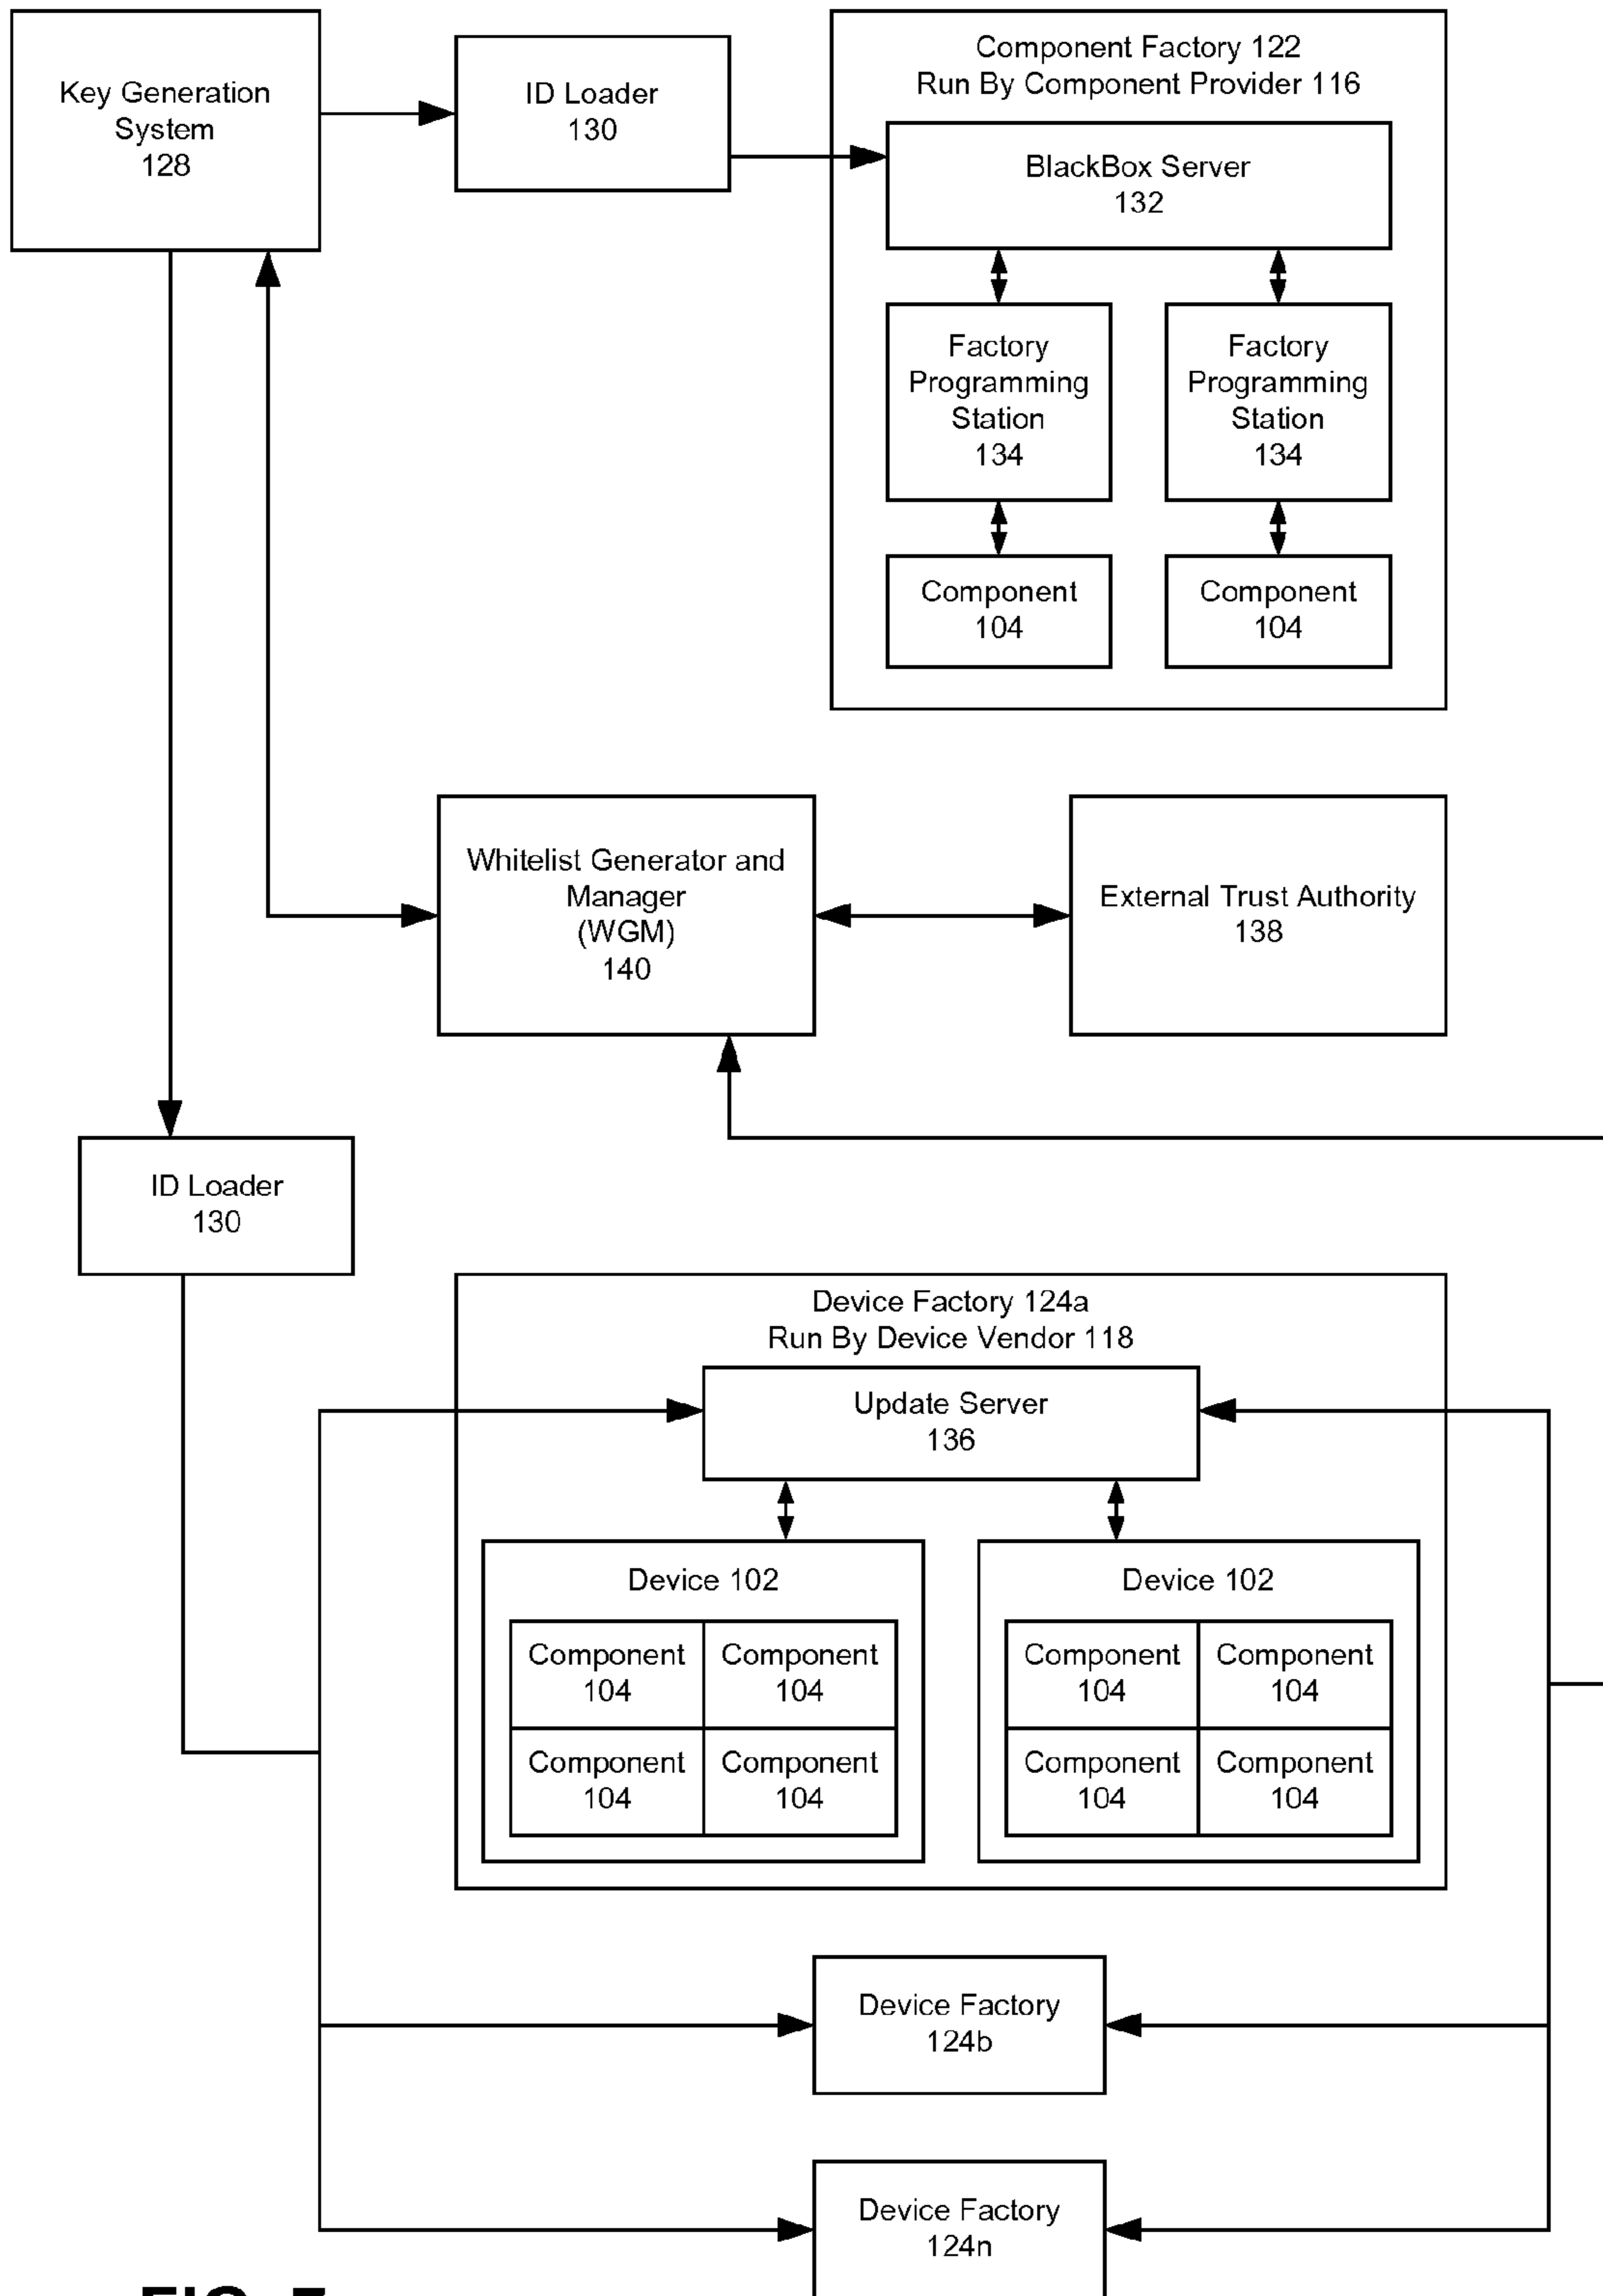 Key Generation
System
128
ID Loader
130
Component Factory 122
Run By Component Provider 116
BlackBox Server
132
Factory
Programming
Station
134
Factory
Programming
Station
134
Component
104
Component
104
Whitelist Generator and
Manager
(WGM)
140
External Trust Authority
138
ID Loader
130
Device Factory 124a
Run By Device Vendor 118
Update Server
136
Device 102
Component
104
Component
104
Component
104
Component
104
Device 102
Component
104
Component
104
Component
104
Component
104
Device Factory
124b
Device Factory
124n